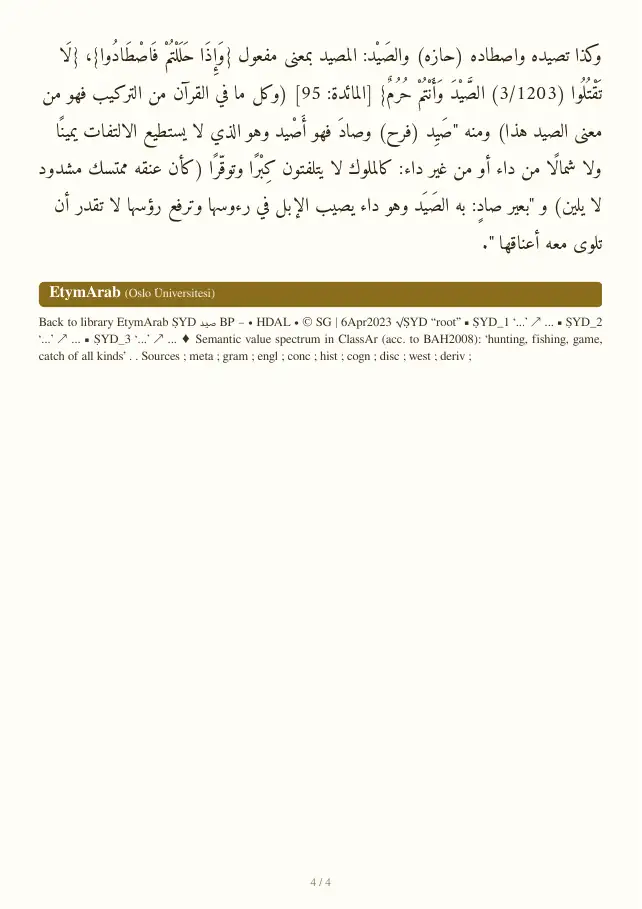 وكذا تصيده واصطاده (حازه) والصَيْد: المصيد بمعنى مفعول {وَإِذَا حَلَلْتُمْ فَاصْطَادُوا}، {لَا
تَقْتُلُوا (3/1203) الصَّيْدَ وَأَنْتُمْ حُرُمٌ} [المائدة: 95] (وكل ما في القرآن من التركيب فهو من
معنى الصيد هذا) ومنه "صَيِد (فرح) وصادَ فهو أَصْيد وهو الذي لا يستطيع الالتفات يمينًا
ولا شمالًا من داء أو من غير داء: كالملوك لا يتلفتون كِبْرًا وتوقّرًا (كأن عنقه ممتسك مشدود
لا يلين) و "بعير صادٍ: به الصَيَد وهو داء يصيب الإبل في رءوسها وترفع رؤسها لا تقدر أن
تلوى معه أعناقها".
EtymArab (Oslo Üniversitesi)
Back to library EtymArab ṢYD صيد BP – • HDAL • © SG | 6Apr2023 √ṢYD “root” ▪ ṢYD_1 ‘...’ ↗ ... ▪ ṢYD_2
‘...’ ↗ ... ▪ ṢYD_3 ‘...’ ↗ ... ♦ Semantic value spectrum in ClassAr (acc. to BAH2008): ‘hunting, fishing, game,
catch of all kinds’ . . Sources ; meta ; gram ; engl ; conc ; hist ; cogn ; disc ; west ; deriv ;
4 / 4